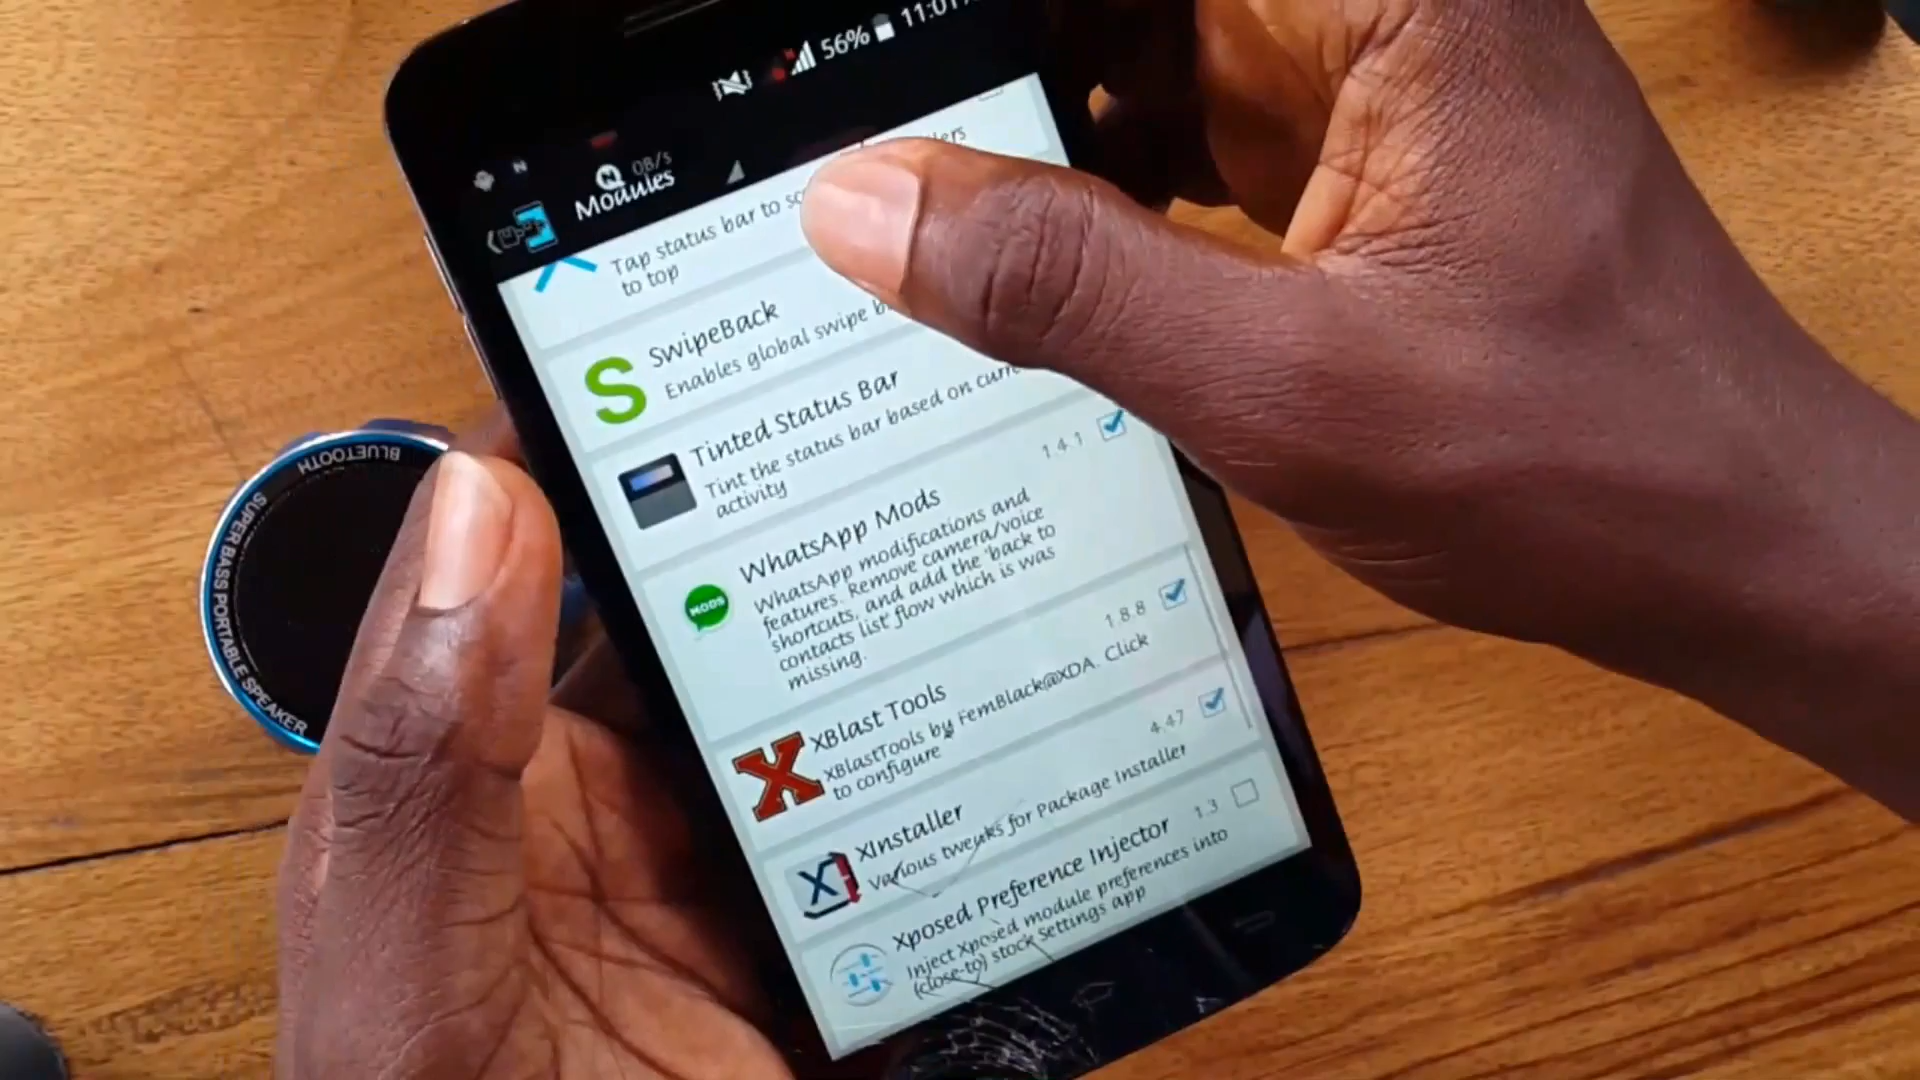 56%
0B/s
Modules
Tap status bar to
to top
SwipeBack
Enables global swipe
Tinted Status Bar
Tint the status bar based on
activity
1.4.1
WhatsApp Mods
WhatsApp modifications and
features. Remove camera/voice
shortcuts, and add the 'back to
contacts list' flow which is was
missing.
1.8.8
XBlast Tools
XBlastTools by FemBlack@XDA. Click
to configure
4.47
XInstaller
Various tweaks for Package Installer
1.3
Xposed Preference Injector
Inject Xposed module preferences into
(close-to) stock Settings app
MODS
BLUETOOTH
SUPER BASS PORTABLE SPEAKER